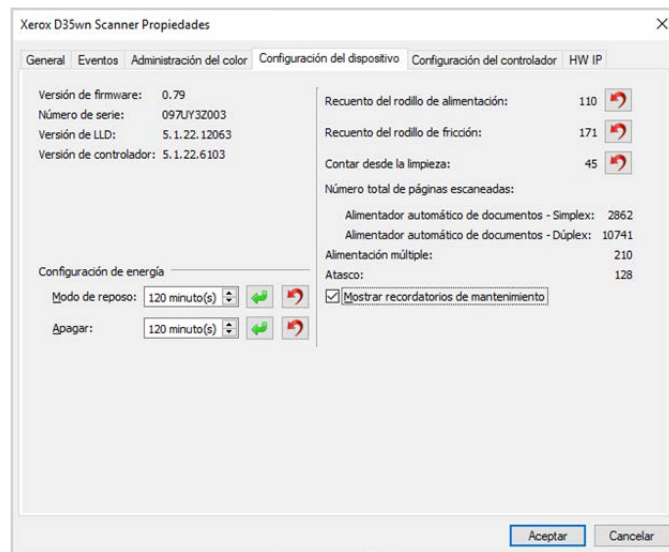 Xerox D35wn Scanner Propiedades
General Eventos Administración del color Configuración del dispositivo Configuración del controlador HW IP
Versión de firmware: 0.79
Número de serie: 097UY3Z003
Versión de LLD: 5.1.22.12063
Versión de controlador: 5.1.22.6103
Configuración de energía
Modo de reposo: 120 minuto(s)
Apagar: 120 minuto(s)
Recuento del rodillo de alimentación: 110
Recuento del rodillo de fricción: 171
Contar desde la limpieza: 45
Número total de páginas escaneadas:
Alimentador automático de documentos - Simplex: 2862
Alimentador automático de documentos - Dúplex: 10741
Alimentación múltiple: 210
Atasco: 128
Mostrar recordatorios de mantenimiento
Aceptar Cancelar